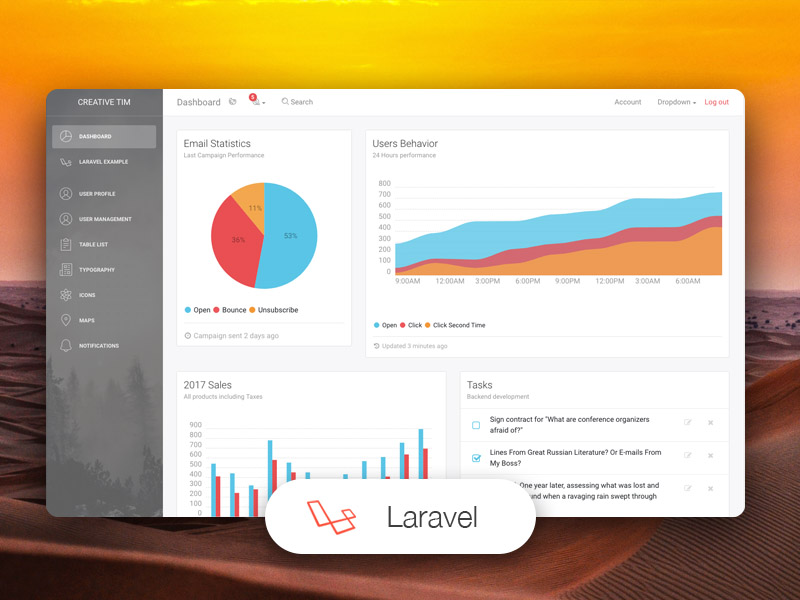 CREATIVE TIM
DASHBOARD
LARAVEL EXAMPLE
USER PROFILE
USER MANAGEMENT
TABLE LIST
TYPOGRAPHY
ICONS
MAPS
NOTIFICATIONS
Dashboard
5
Search
Account
Dropdown
Log out
Email Statistics
Last Campaign Performance
11%
36%
53%
Open Bounce Unsubscribe
Campaign sent 2 days ago
Users Behavior
24 Hours performance
800
700
600
500
400
300
200
100
0
9:00AM 12:00AM 3:00PM 6:00PM 9:00PM 12:00PM 3:00AM 6:00AM
Open Click Click Second Time
Updated 3 minutes ago
2017 Sales
All products including Taxes
900
800
700
600
500
400
300
200
100
0
Tasks
Backend development
Sign contract for "What are conference organizers
afraid of?"
Lines From Great Russian Literature? Or E-mails From
My Boss?
One year later, assessing what was lost and
when a ravaging rain swept through
Laravel